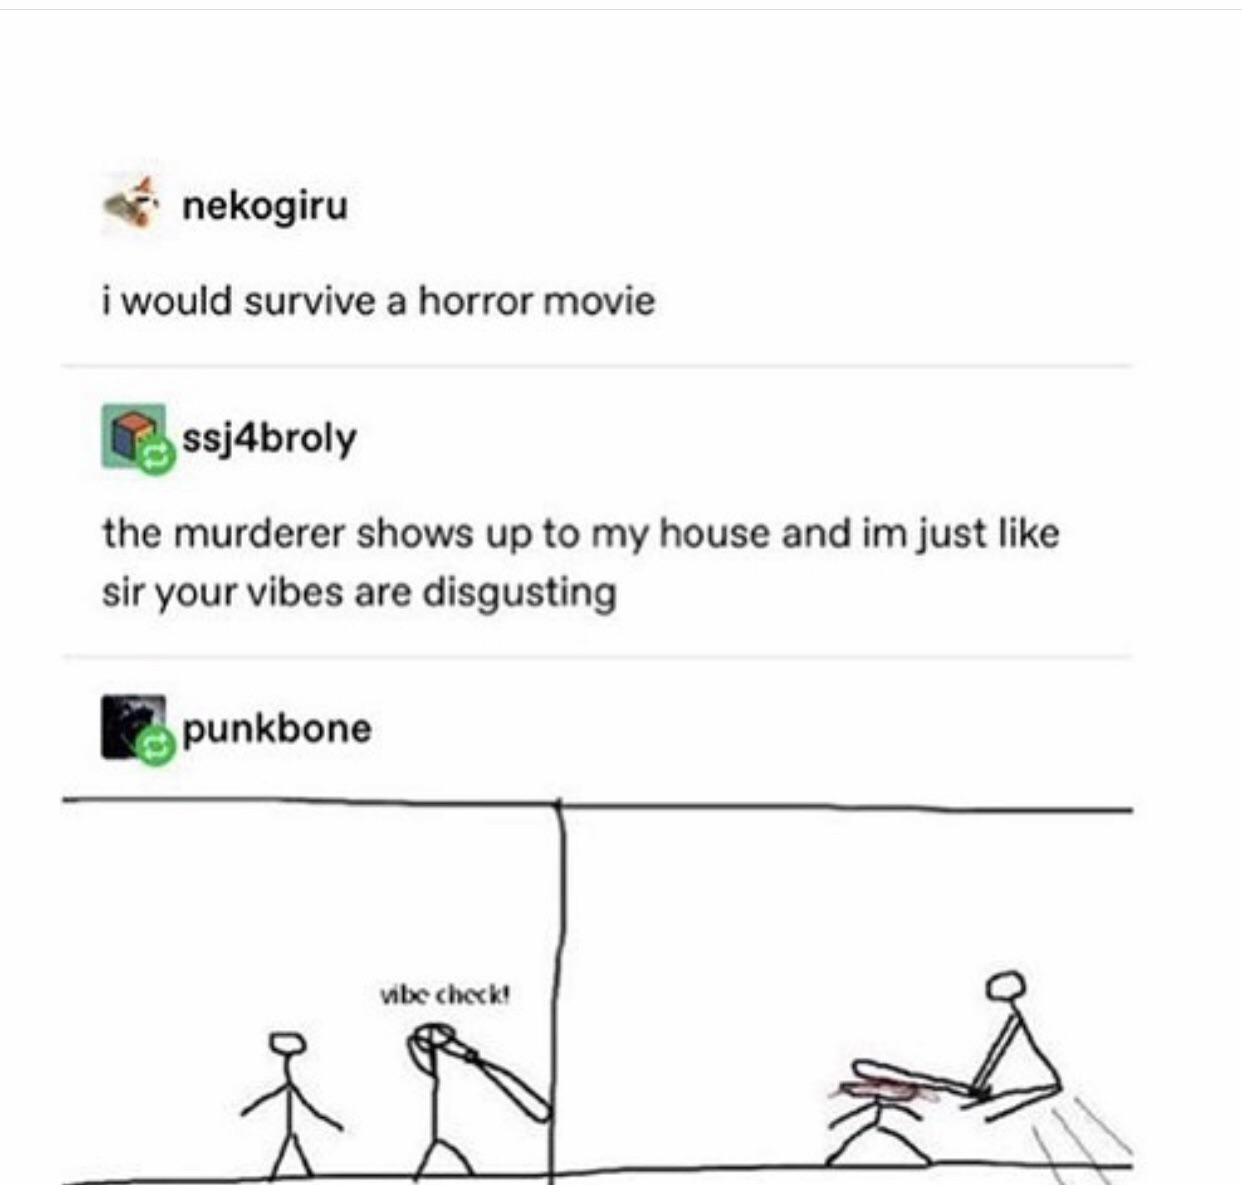 nekogiru
i would survive a horror movie
ssj4broly
the murderer shows up to my house and im just like
sir your vibes are disgusting
punkbone
vibe check!